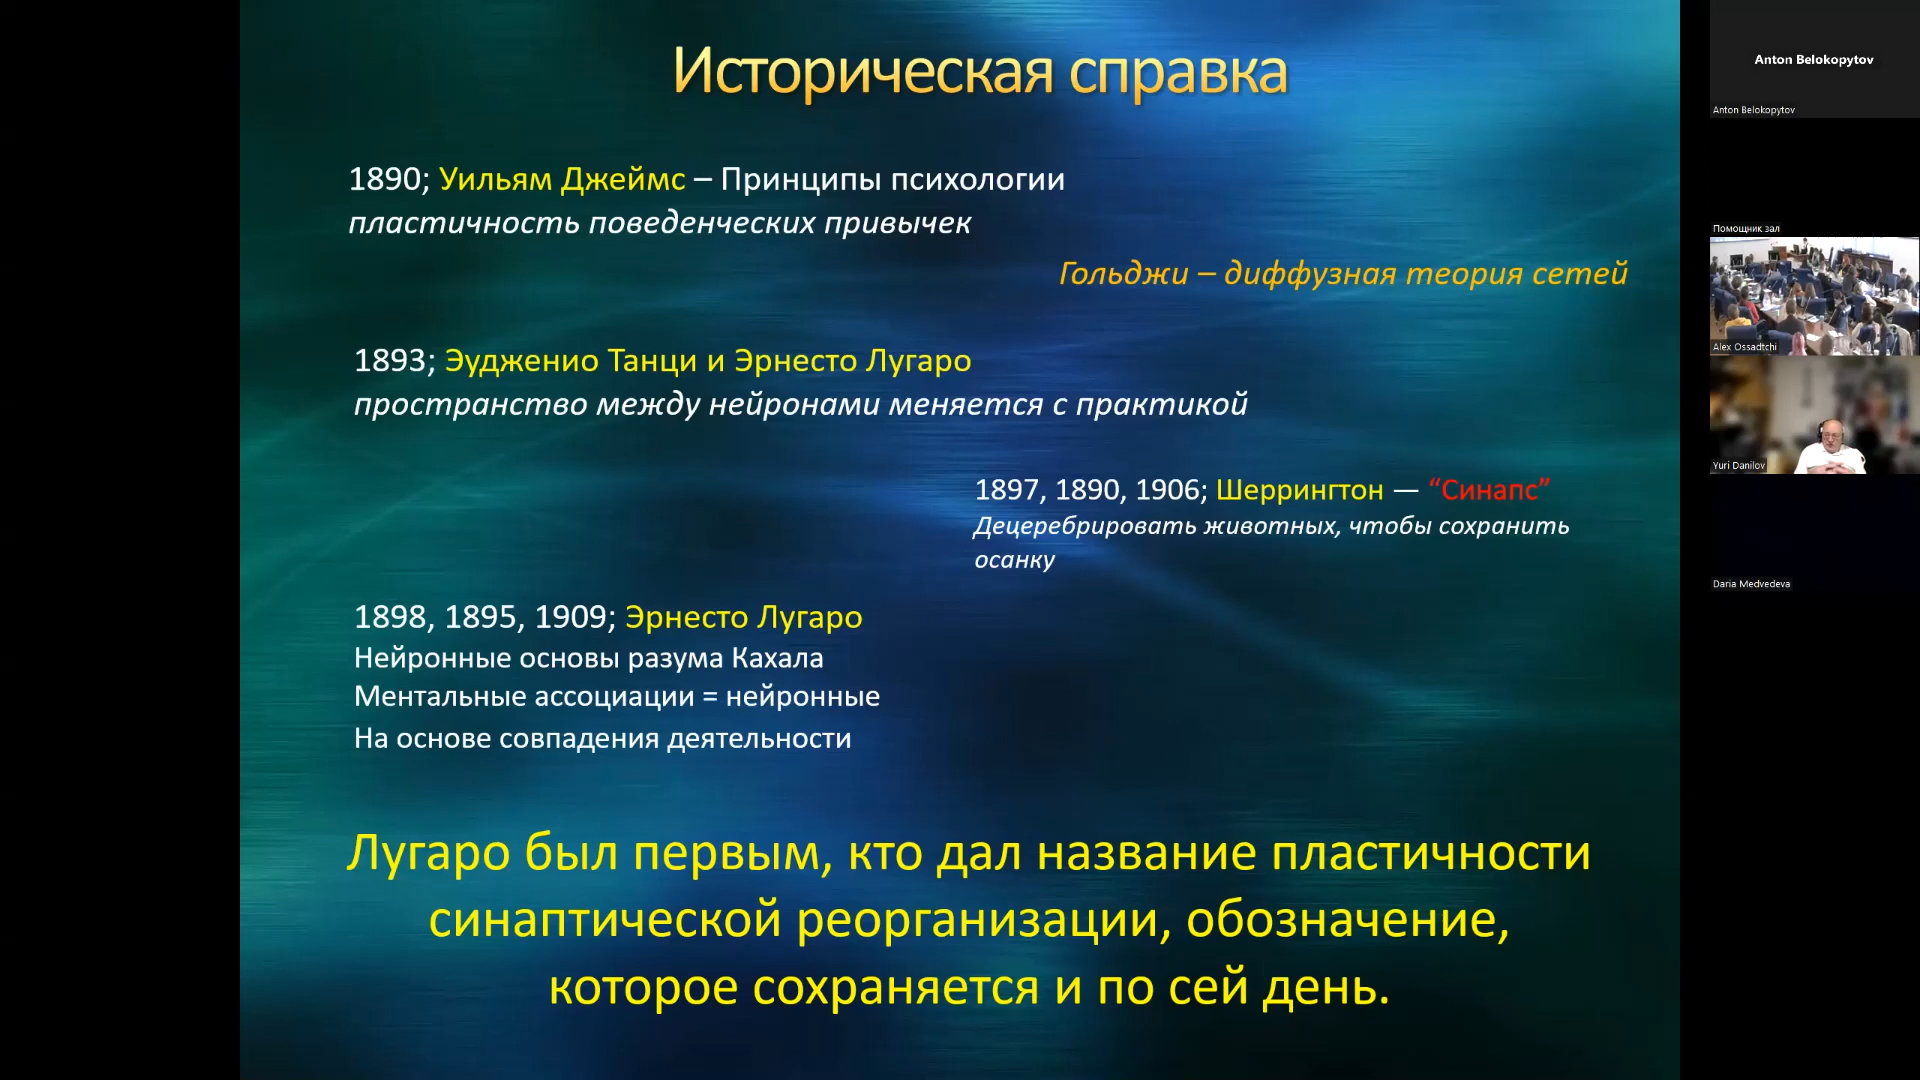 Историческая справка
1890; Уильям Джеймс – Принципы психологии
пластичность поведенческих привычек
Гольджи – диффузная теория сетей
1893; Эудженио Танци и Эрнесто Лугаро
пространство между нейронами меняется с практикой
1897, 1890, 1906; Шеррингтон — “Синапс”
Децеребрировать животных, чтобы сохранить
осанку
1898, 1895, 1909; Эрнесто Лугаро
Нейронные основы разума Кахала
Ментальные ассоциации = нейронные
На основе совпадения деятельности
Лугаро был первым, кто дал название пластичности
синаптической реорганизации, обозначение,
которое сохраняется и по сей день.
Anton Belokopytov
Anton Belokopytov
Помощник зал
Alex Ossadtchi
Yuri Danilov
Daria Medvedeva